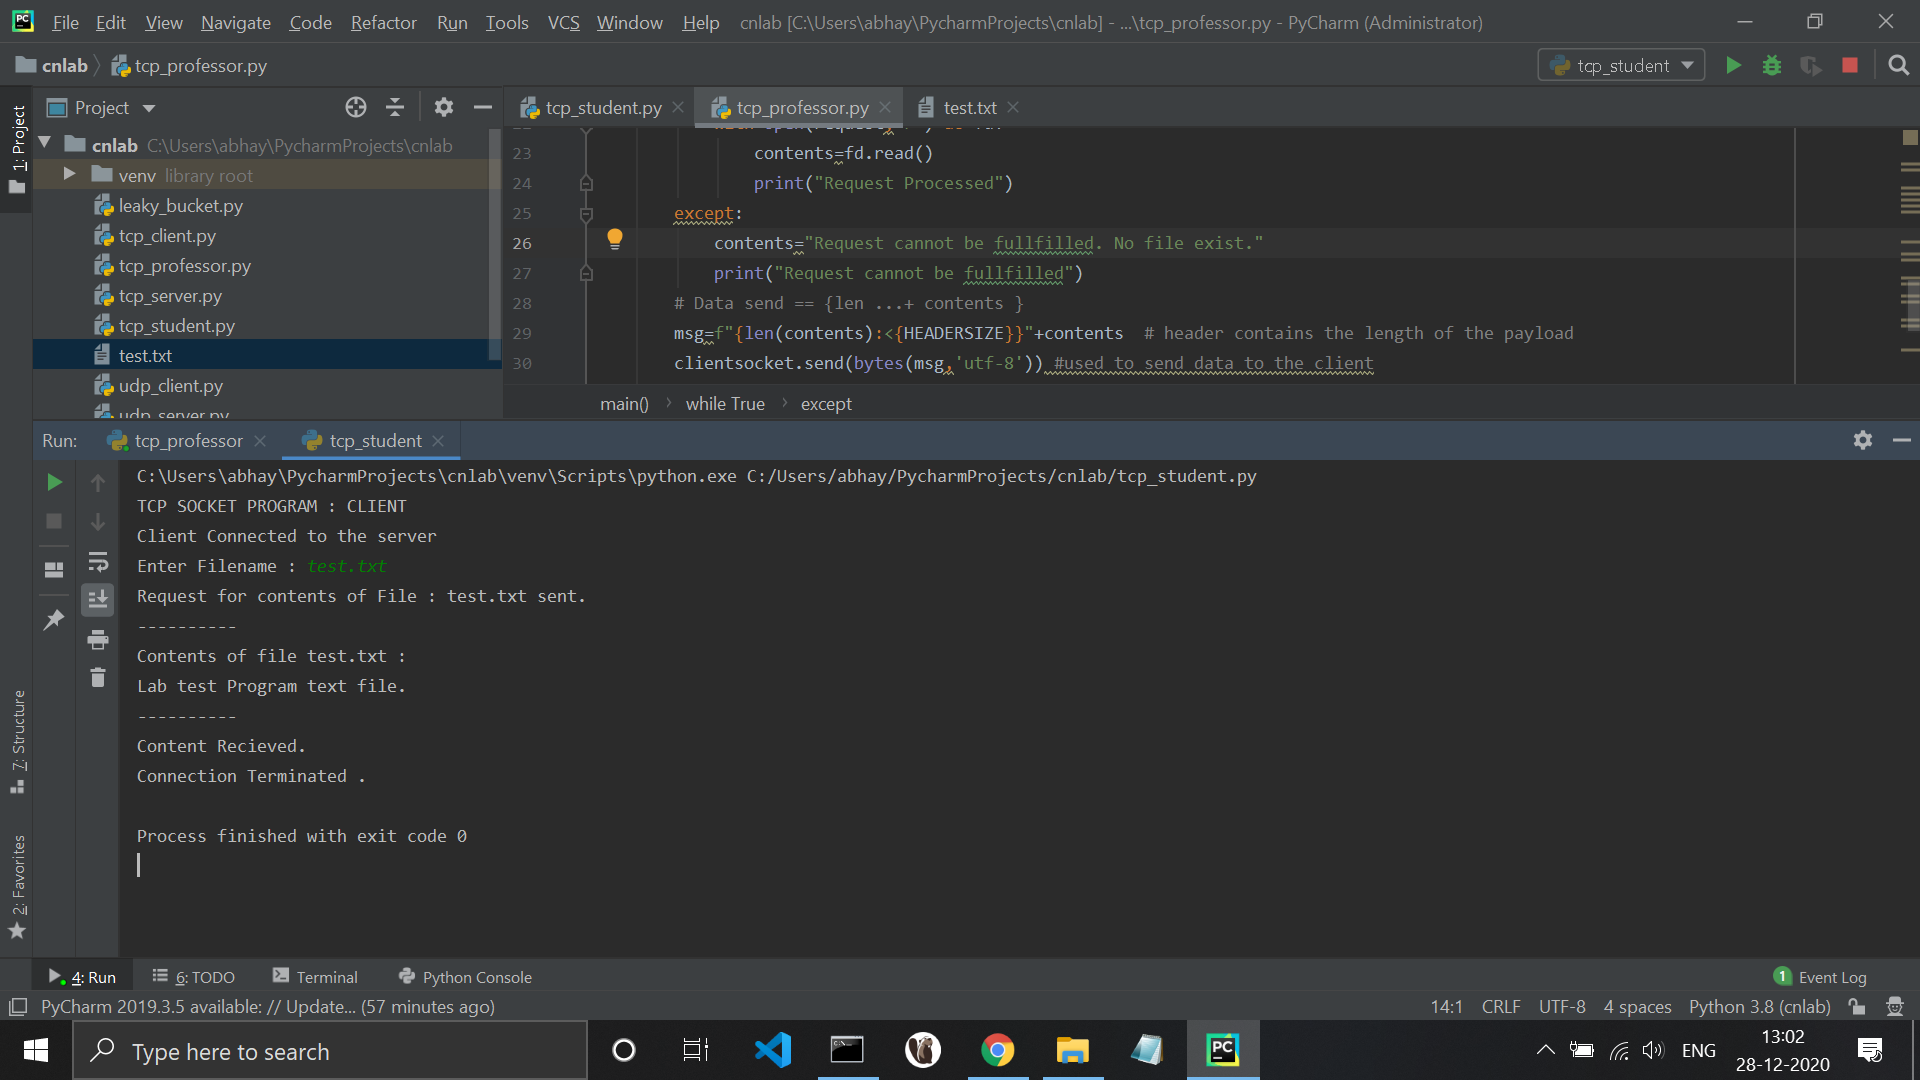 File Edit View Navigate Code Refactor Run Tools VCS Window Help cnlab [C:\Users\abhay\PycharmProjects\cnlab] - ...\tcp_professor.py - PyCharm (Administrator)
cnlab tcp_professor.py tcp_student
1: Project
Project
cnlab C:\Users\abhay\PycharmProjects\cnlab
venv library root
leaky_bucket.py
tcp_client.py
tcp_professor.py
tcp_server.py
tcp_student.py
test.txt
udp_client.py
udp_server.py
tcp_student.py tcp_professor.py test.txt
23 contents=fd.read()
24 print("Request Processed")
25 except:
26 contents="Request cannot be fullfilled. No file exist."
27 print("Request cannot be fullfilled")
28 # Data send == {len ...+ contents }
29 msg=f"{len(contents):<{HEADERSIZE}}"+contents # header contains the length of the payload
30 clientsocket.send(bytes(msg,'utf-8')) #used to send data to the client
main() while True except
Run: tcp_professor tcp_student
C:\Users\abhay\PycharmProjects\cnlab\venv\Scripts\python.exe C:/Users/abhay/PycharmProjects/cnlab/tcp_student.py
TCP SOCKET PROGRAM : CLIENT
Client Connected to the server
Enter Filename : test.txt
Request for contents of File : test.txt sent.
----------
Contents of file test.txt :
Lab test Program text file.
----------
Content Recieved.
Connection Terminated .
Process finished with exit code 0
7: Structure
2: Favorites
4: Run 6: TODO Terminal Python Console 1 Event Log
PyCharm 2019.3.5 available: // Update... (57 minutes ago) 14:1 CRLF UTF-8 4 spaces Python 3.8 (cnlab)
Type here to search
ENG
13:02
28-12-2020